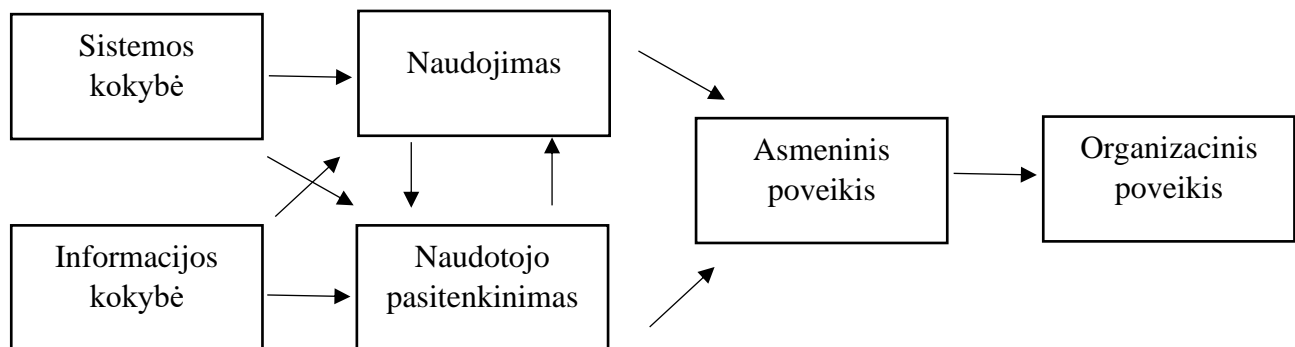 Sistemos
kokybė
Naudojimas
Asmeninis
poveikis
Organizacinis
poveikis
Informacijos
kokybė
Naudotojo
pasitenkinimas